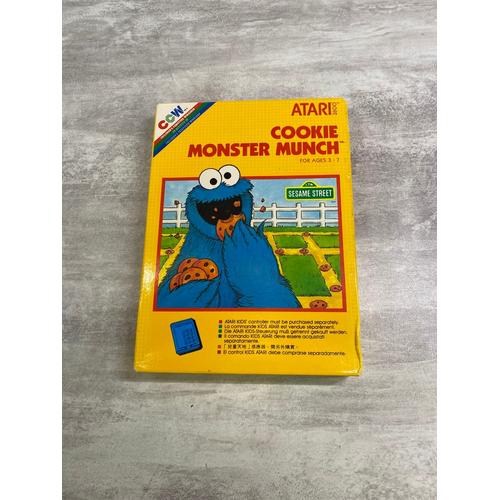 CCW
ATARI 2600
COOKIE
MONSTER MUNCH™
FOR AGES 3 - 7
SESAME STREET
ATARI KIDS' controller must be purchased separately.
La commande KIDS ATARI est vendue séparément.
Die ATARI KIDS-Steuerung muß getrennt gekauft werden.
Il comando KIDS ATARI deve essere acquistati
separatamente.
El control KIDS ATARI debe comprarse separadamente.